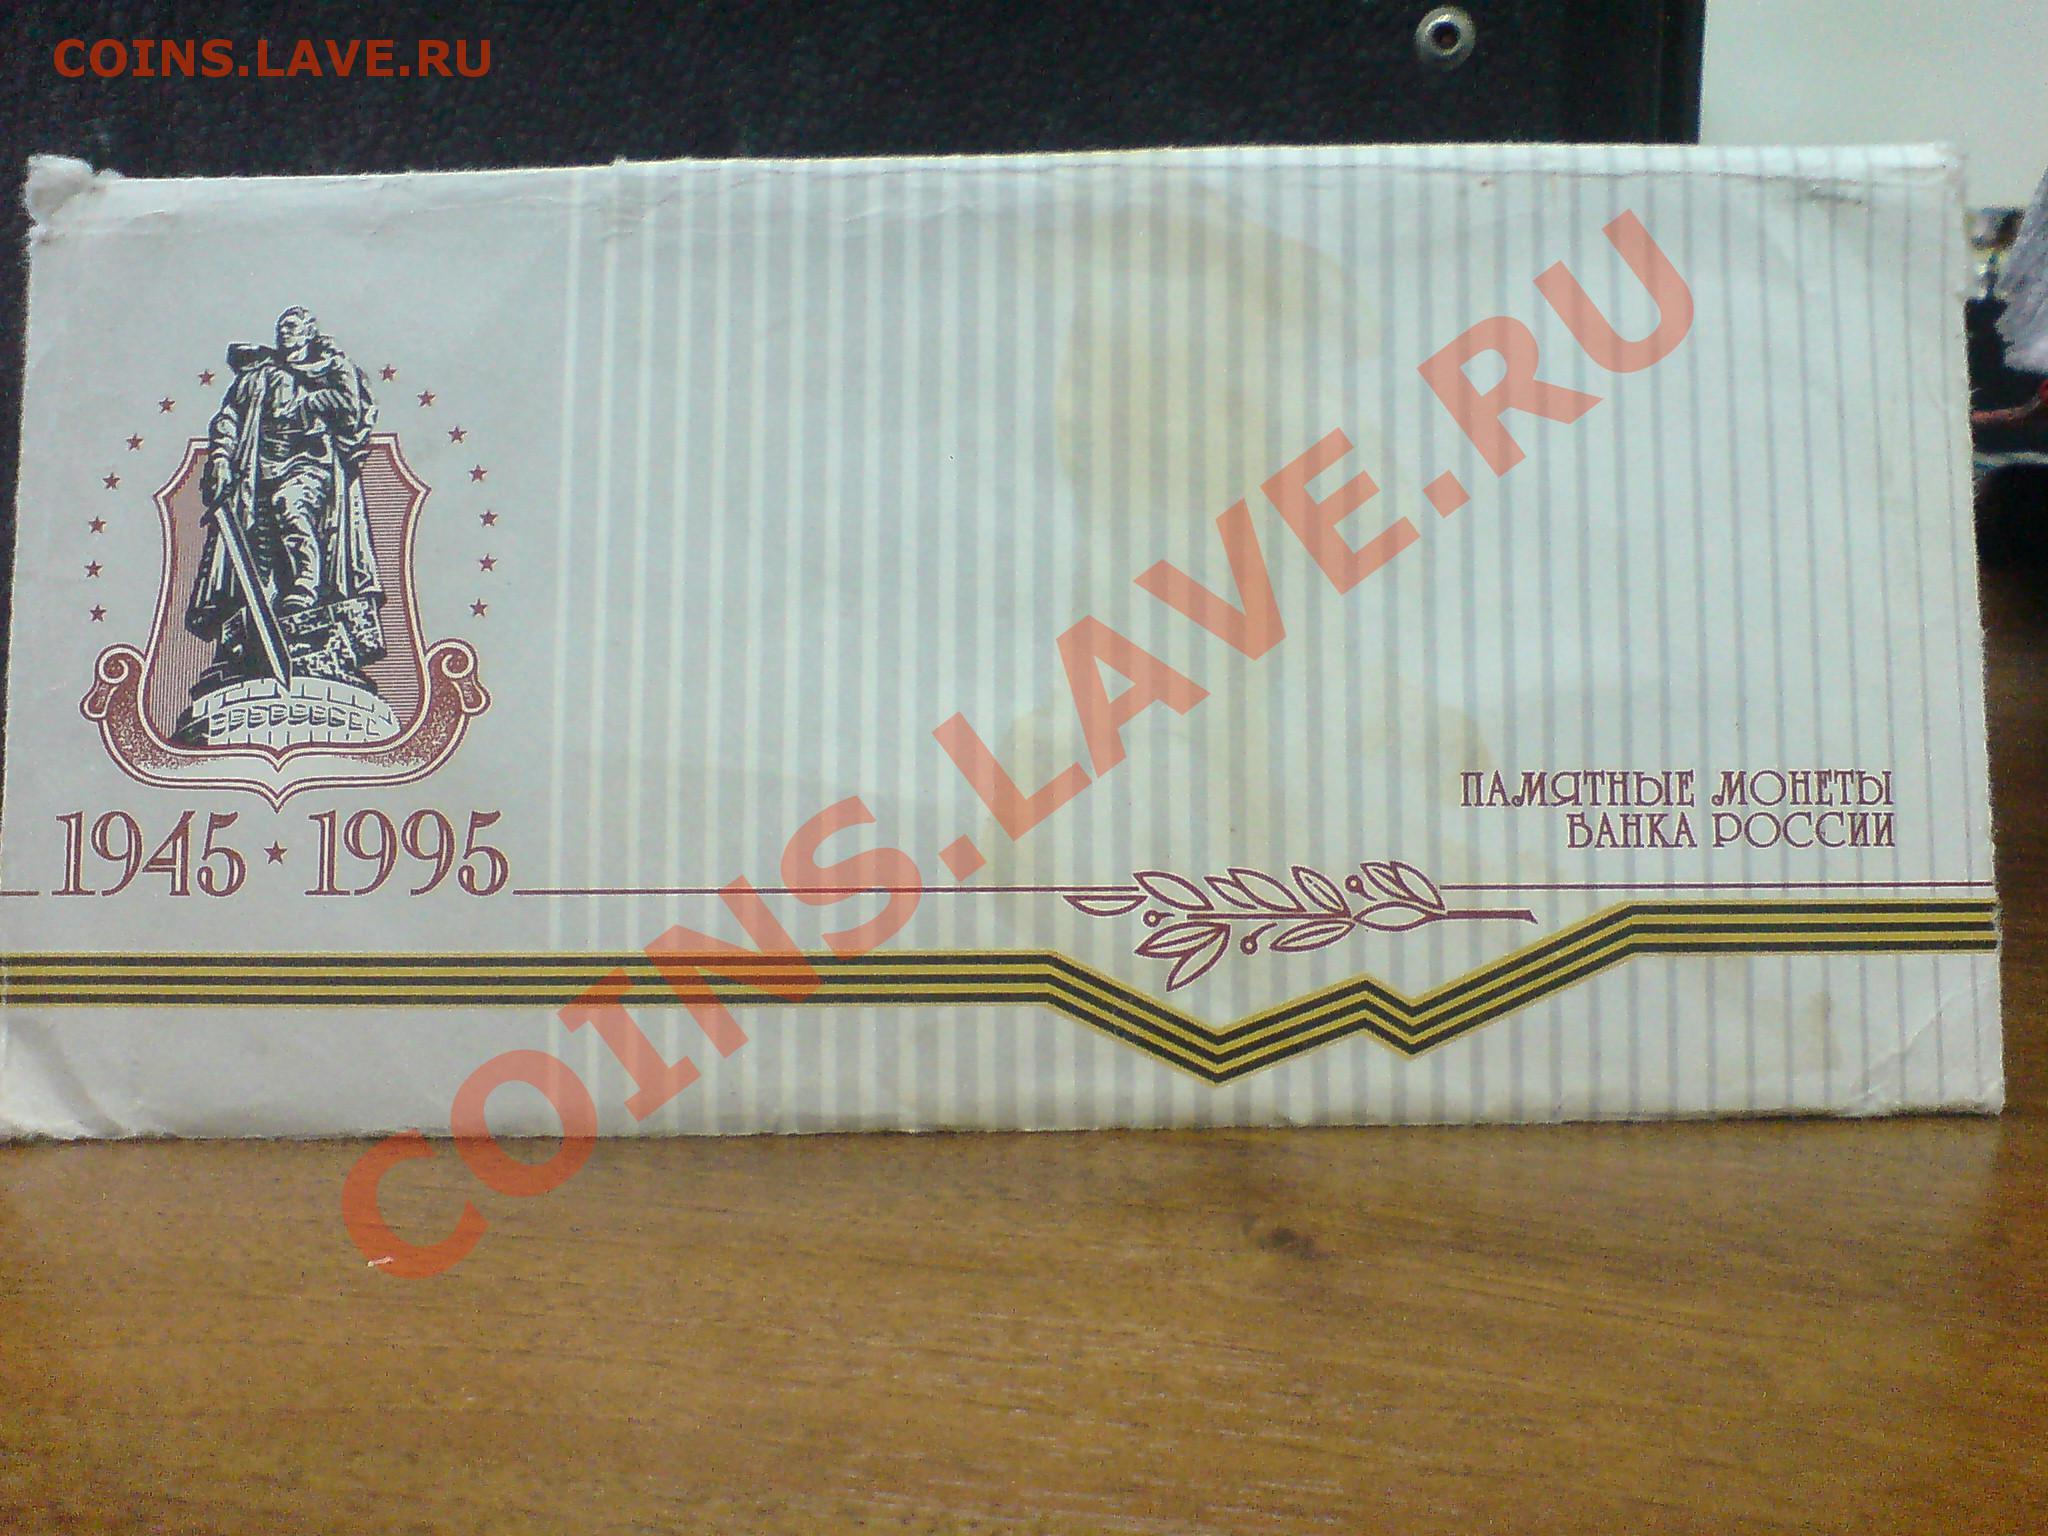 COINS.LAVE.RU
COINS.LAVE.RU
ПАМЯТНЫЕ МОНЕТЫ
БАНКА РОССИИ
1945 ★ 1995